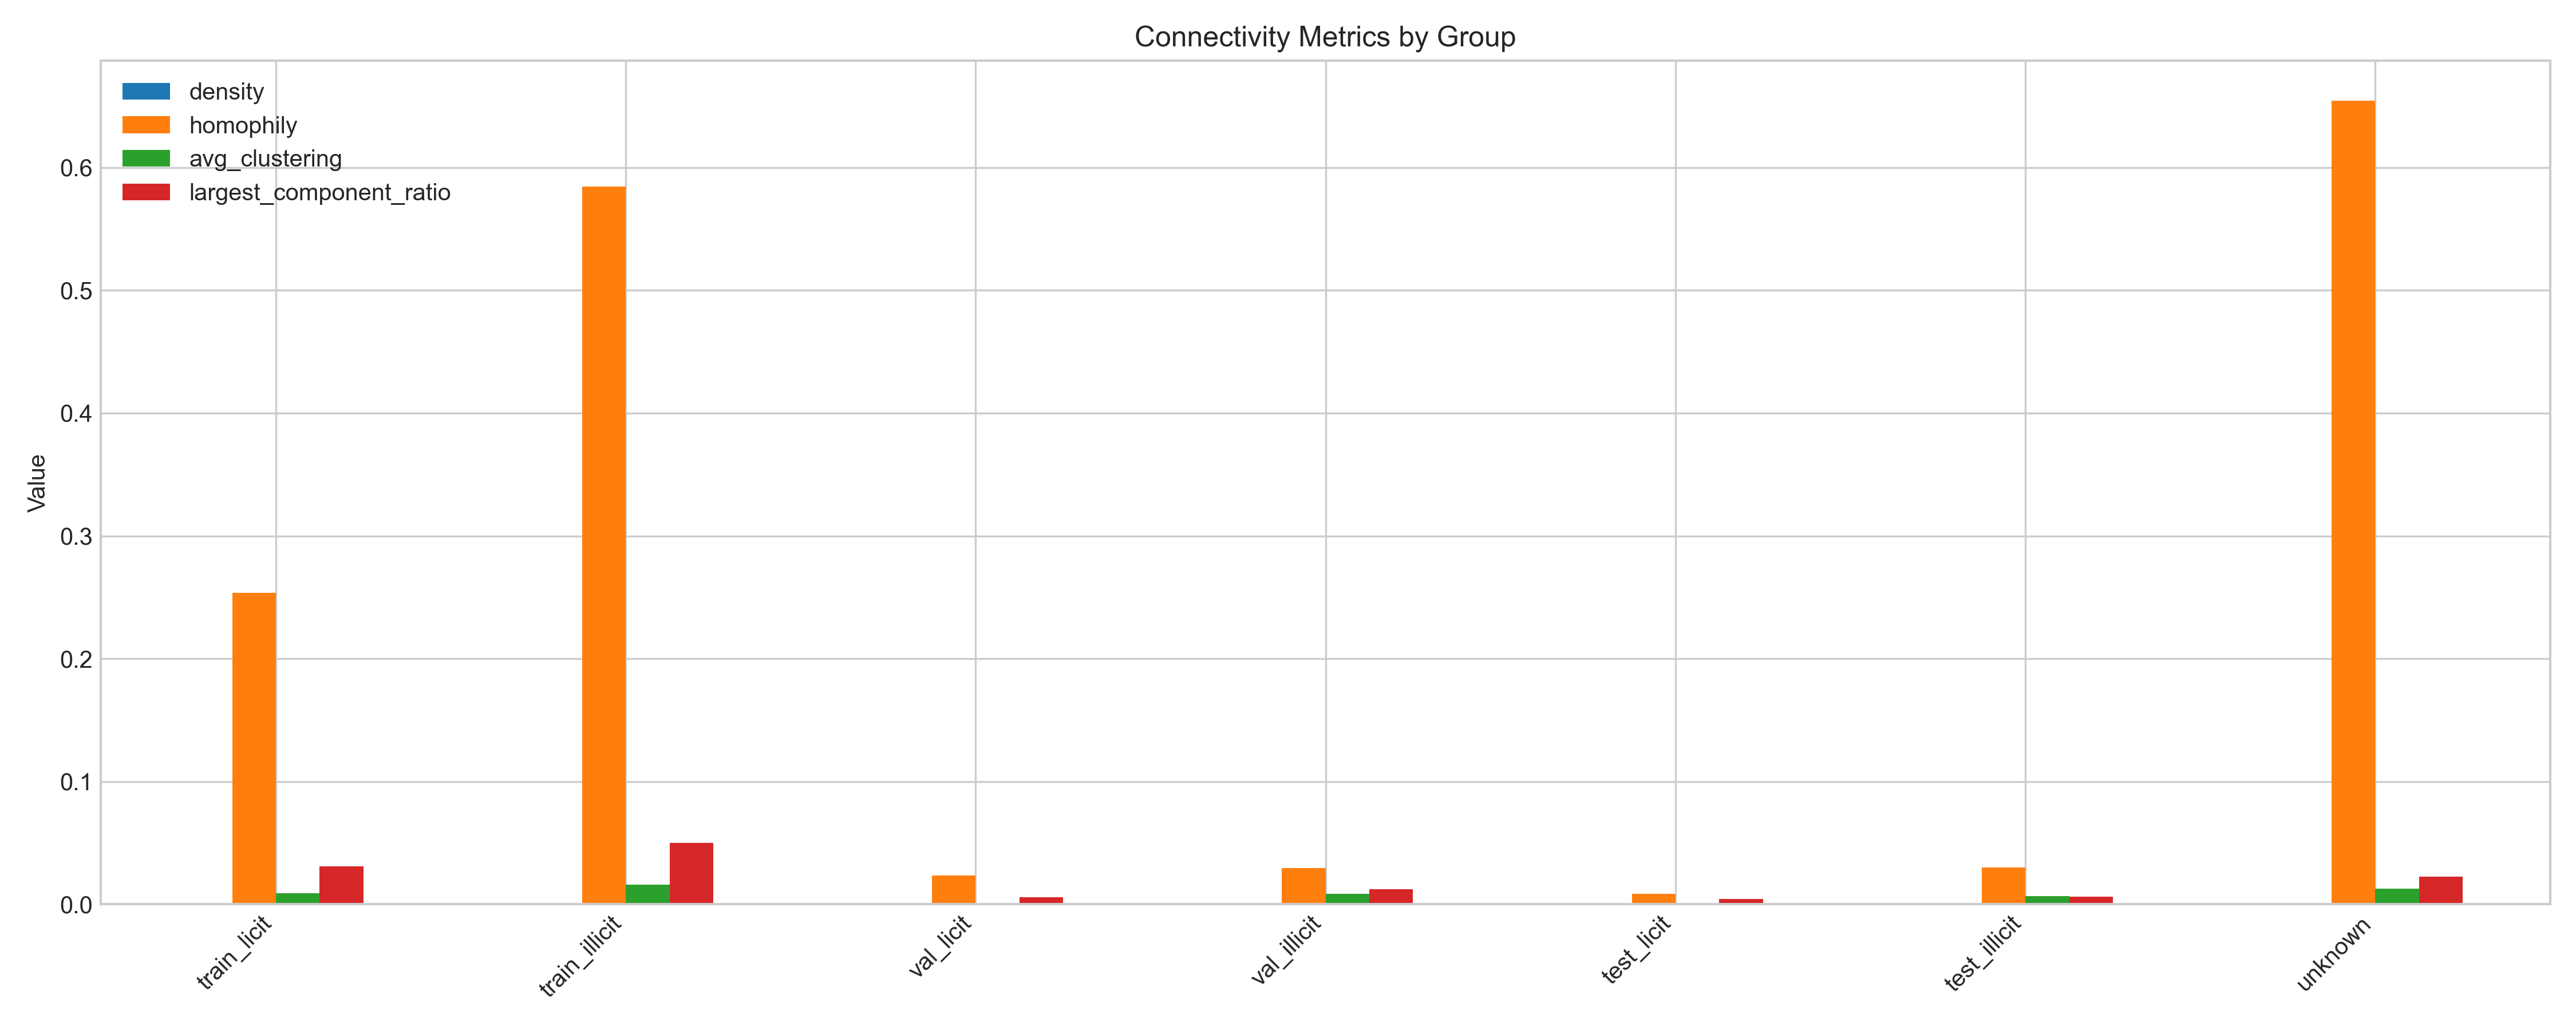 Connectivity Metrics by Group
density
homophily
avg_clustering
largest_component_ratio
Value
0.6
0.5
0.4
0.3
0.2
0.1
0.0
train_licit
train_illicit
val_licit
val_illicit
test_licit
test_illicit
unknown